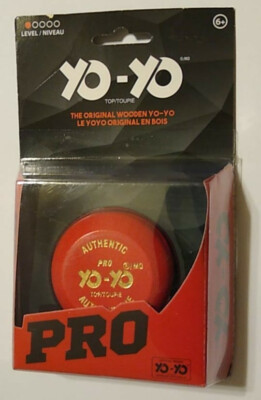 LEVEL / NIVEAU
5+
YO-YO
TOP/TOUPIE
THE ORIGINAL WOODEN YO-YO
LE YOYO ORIGINAL EN BOIS
AUTHENTIC
PRO
YO-YO
TOP/TOUPIE
PRO
YO-YO